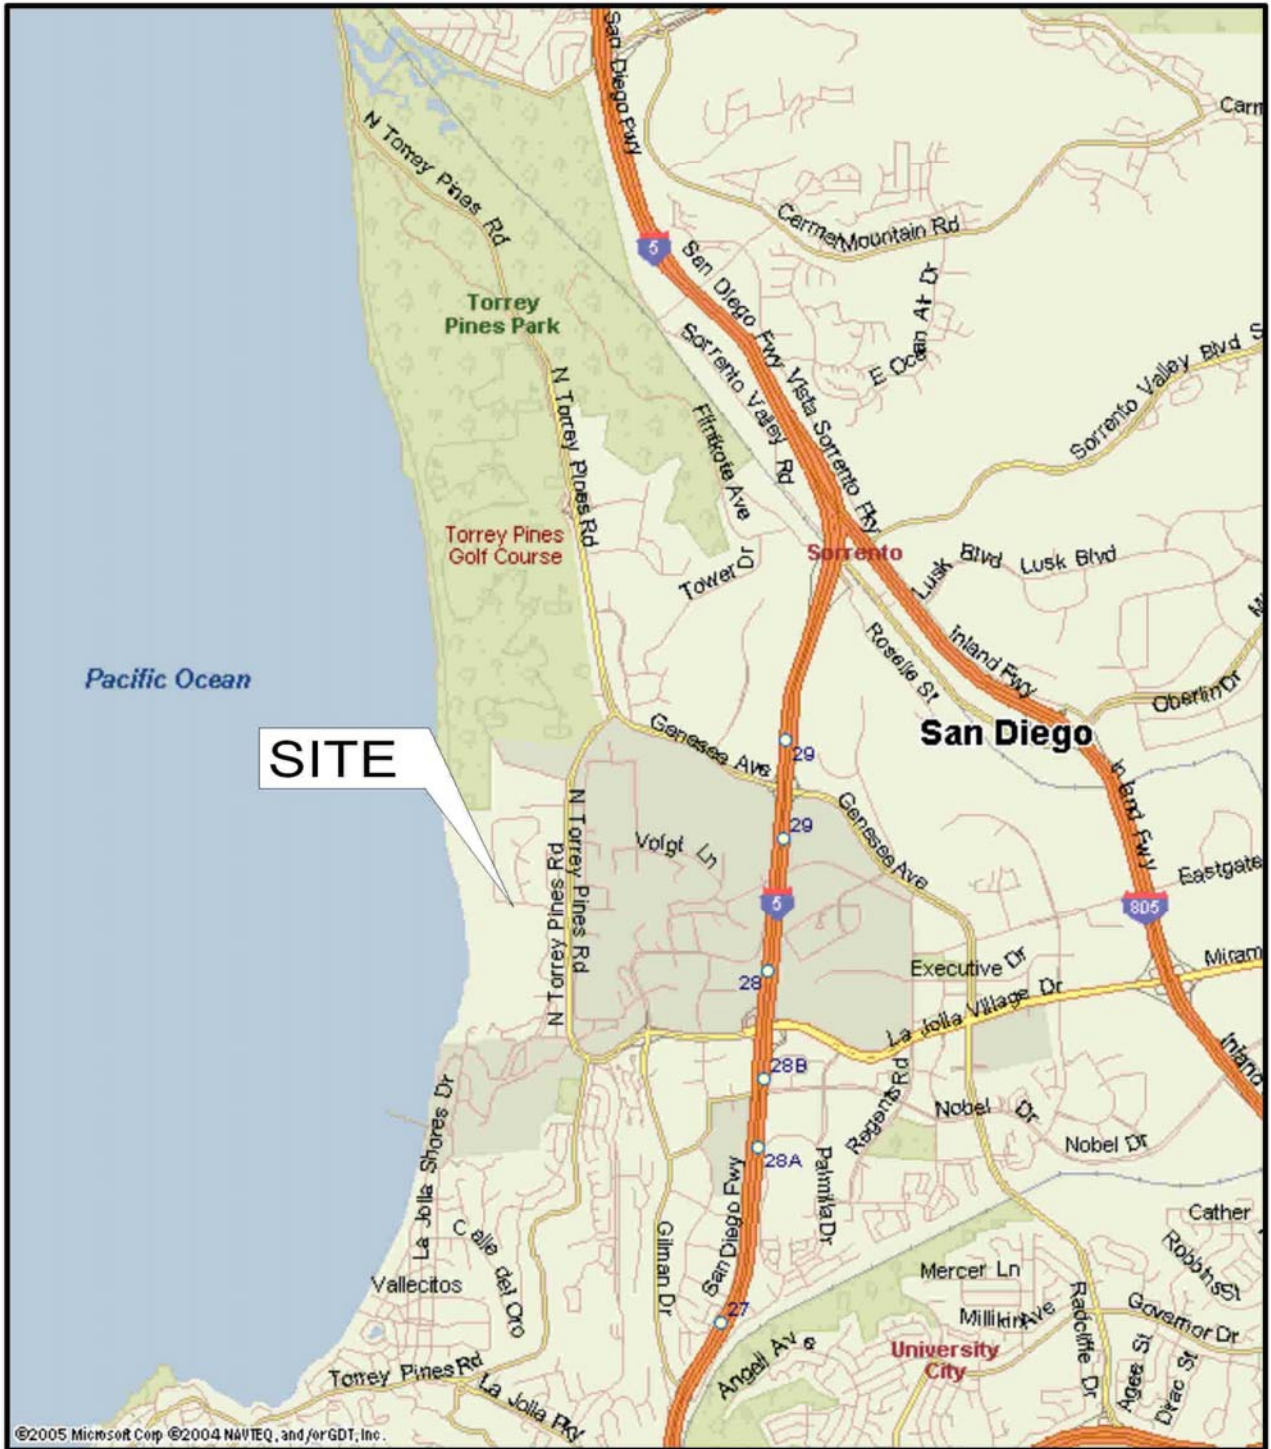 San Diego Fwy
Carm
N Torrey Pines Rd
Carmel Mountain Rd
5
San Diego Fwy
Torrey
Pines Park
E Ocean Air Dr
Sorrento Valley Rd
Vista Sorrento Pky
Sorrento Valley Blvd S
N Torrey Pines Rd
Flintkote Ave
Torrey Pines
Golf Course
Sorrento
Lusk Blvd
Lusk Blvd
Tower Dr
Roselle St
Inland Fwy
Pacific Ocean
Oberlin Dr
Genesee Ave
San Diego
SITE
29
Inland Fwy
N Torrey Pines Rd
29
Genesee Ave
Voigt Ln
Eastgate
N Torrey Pines Rd
5
805
Executive Dr
Miram
28
La Jolla Village Dr
Inland
28B
La Jolla Shores Dr
Regents Rd
Nobel Dr
Nobel Dr
28A
Palmilla Dr
San Diego Fwy
Gilman Dr
Cather
Calle del Oro
Robbins St
Vallecitos
Mercer Ln
27
Millikin Ave
Radcliffe Dr
Governor Dr
Angell Ave
University
City
Agee St
Dirac St
Torrey Pines Rd
La Jolla Pky
©2005 Microsoft Corp ©2004 NAVTEQ, and/or GDT, Inc.